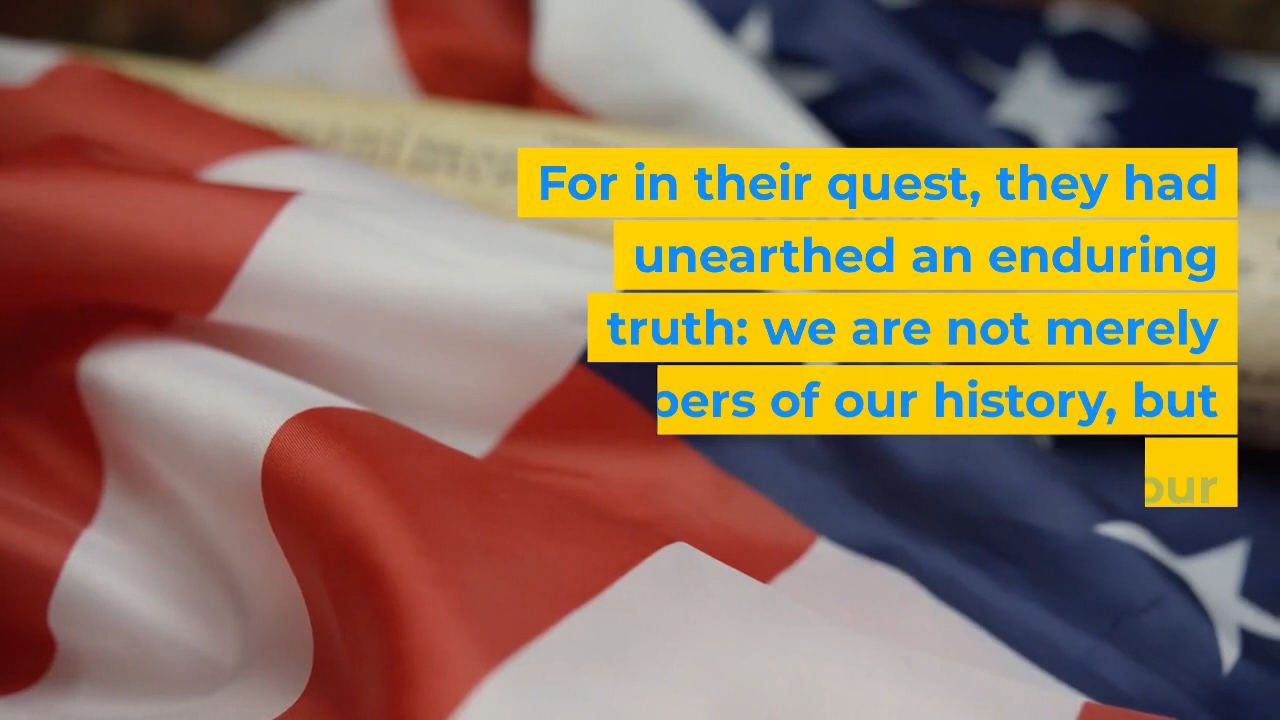 For in their quest, they had
unearthed an enduring
truth: we are not merely
of our history, but
our